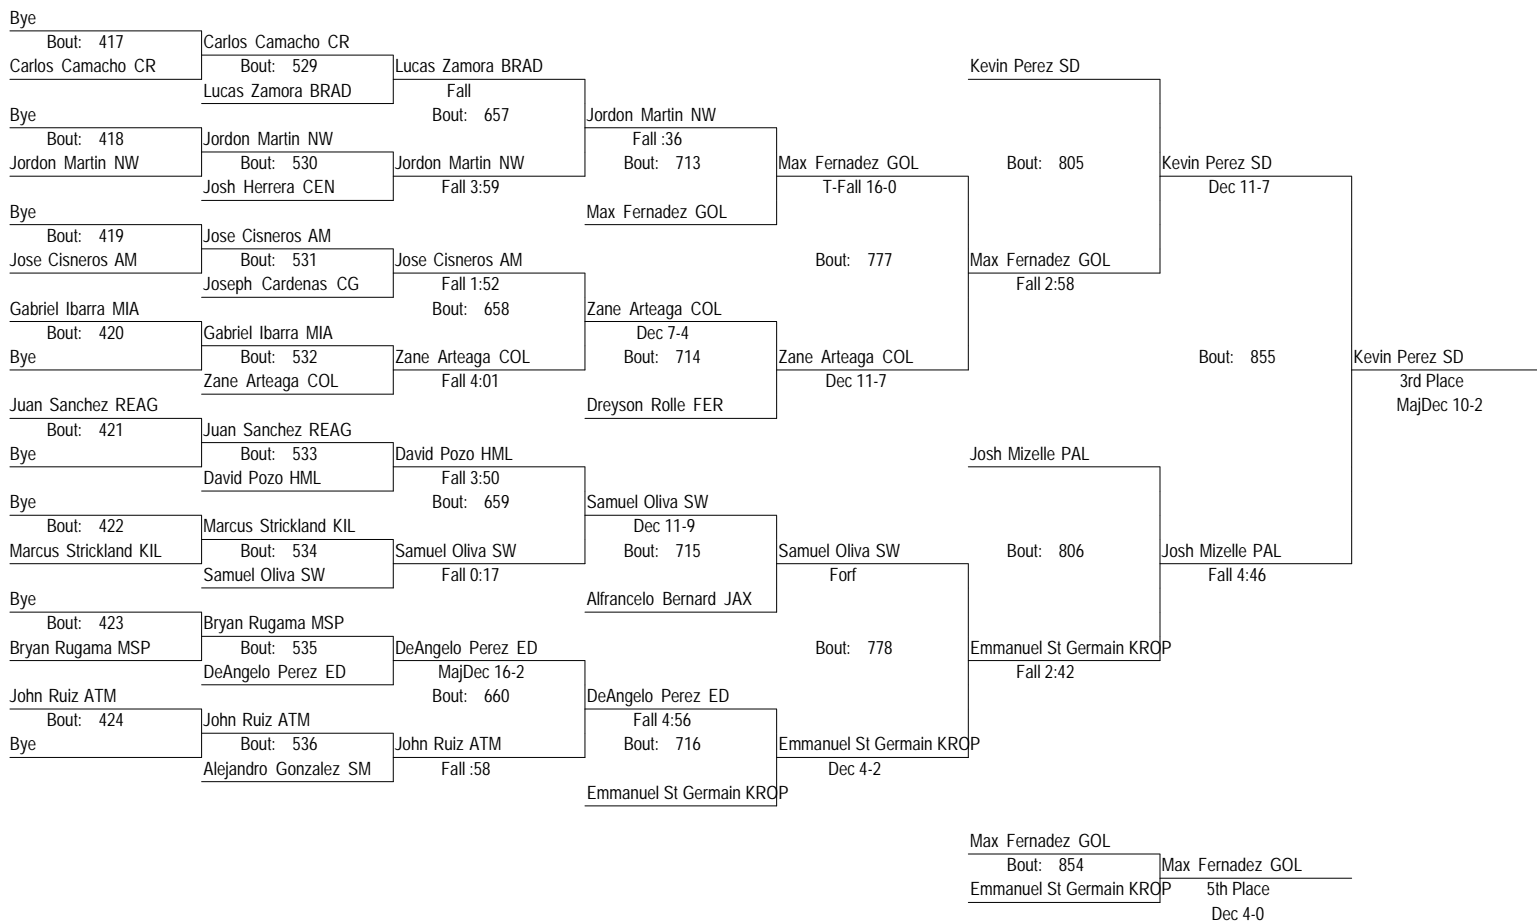 Bye
Bout: 417
Carlos Camacho CR
Bye
Bout: 418
Jordon Martin NW
Bye
Bout: 419
Jose Cisneros AM
Gabriel Ibarra MIA
Bout: 420
Bye
Juan Sanchez REAG
Bout: 421
Bye
Bye
Bout: 422
Marcus Strickland KIL
Bye
Bout: 423
Bryan Rugama MSP
John Ruiz ATM
Bout: 424
Bye
Carlos Camacho CR
Bout: 529
Lucas Zamora BRAD
Jordon Martin NW
Bout: 530
Josh Herrera CEN
Jose Cisneros AM
Bout: 531
Joseph Cardenas CG
Gabriel Ibarra MIA
Bout: 532
Zane Arteaga COL
Juan Sanchez REAG
Bout: 533
David Pozo HML
Marcus Strickland KIL
Bout: 534
Samuel Oliva SW
Bryan Rugama MSP
Bout: 535
DeAngelo Perez ED
John Ruiz ATM
Bout: 536
Alejandro Gonzalez SM
Lucas Zamora BRAD
Fall
Bout: 657
Jordon Martin NW
Fall 3:59
Jose Cisneros AM
Fall 1:52
Bout: 658
Zane Arteaga COL
Fall 4:01
David Pozo HML
Fall 3:50
Bout: 659
Samuel Oliva SW
Fall 0:17
DeAngelo Perez ED
MajDec 16-2
Bout: 660
John Ruiz ATM
Fall :58
Jordon Martin NW
Fall :36
Bout: 713
Max Fernadez GOL
Zane Arteaga COL
Dec 7-4
Bout: 714
Dreyson Rolle FER
Samuel Oliva SW
Dec 11-9
Bout: 715
Alfrancelo Bernard JAX
DeAngelo Perez ED
Fall 4:56
Bout: 716
Emmanuel St Germain KROP
Max Fernadez GOL
T-Fall 16-0
Bout: 777
Zane Arteaga COL
Dec 11-7
Samuel Oliva SW
Forf
Bout: 778
Emmanuel St Germain KROP
Dec 4-2
Kevin Perez SD
Bout: 805
Max Fernadez GOL
Fall 2:58
Josh Mizelle PAL
Bout: 806
Emmanuel St Germain KROP
Fall 2:42
Kevin Perez SD
Dec 11-7
Bout: 855
Josh Mizelle PAL
Fall 4:46
Kevin Perez SD
3rd Place
MajDec 10-2
Max Fernadez GOL
Bout: 854
Emmanuel St Germain KROP
Max Fernadez GOL
5th Place
Dec 4-0